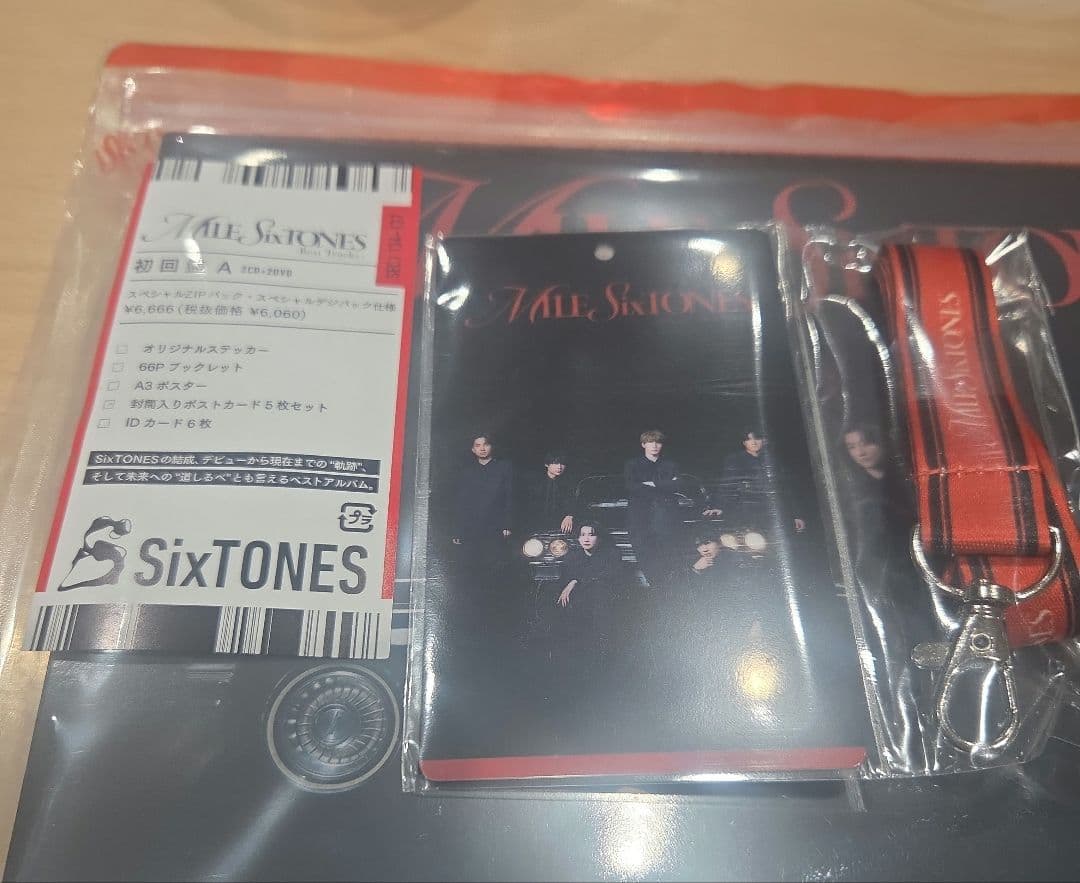 MILE SixTONES
Best Tracks
初回盤 A 2CD+2DVD
スペシャルZIPパック・スペシャルデジパック仕様
¥6,666(税抜価格 ¥6,060)
オリジナルステッカー
66P ブックレット
A3 ポスター
封筒入りポストカード5枚セット
IDカード6枚
SixTONESの結成、デビューから現在までの“軌跡”、
そして未来への“道しるべ”とも言えるベストアルバム。
プラ
SixTONES
MILE SixTONES
MILE SixTONES